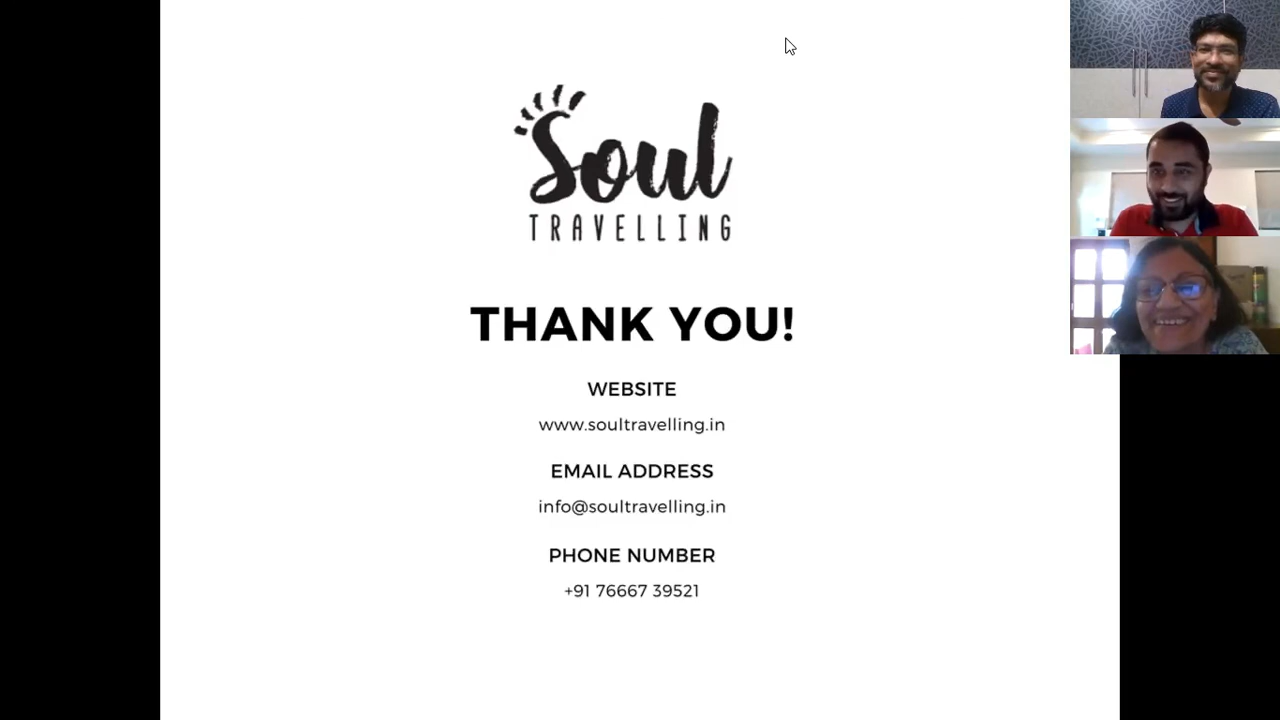 Soul
TRAVELLING
THANK YOU!
WEBSITE
www.soultravelling.in
EMAIL ADDRESS
info@soultravelling.in
PHONE NUMBER
+91 76667 39521